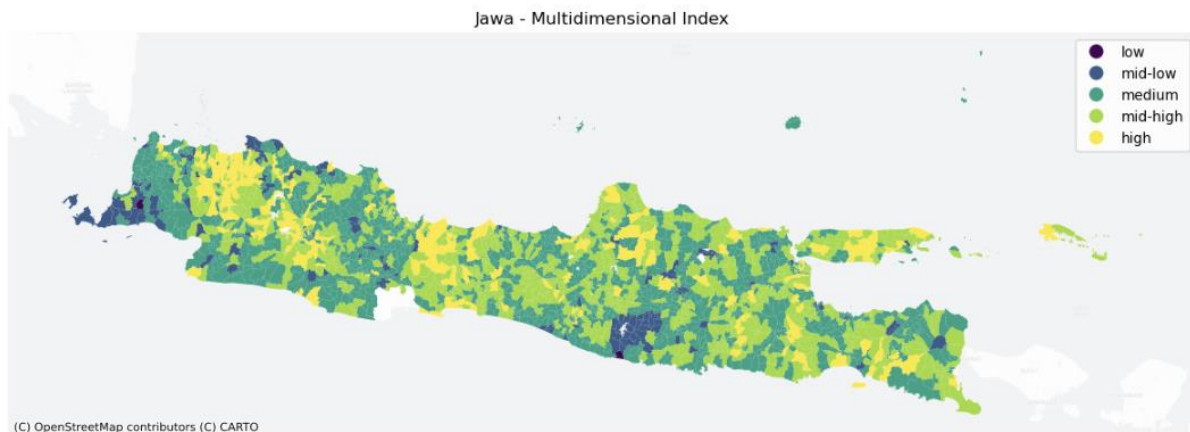 Jawa - Multidimensional Index
low
mid-low
medium
mid-high
high
(C) OpenStreetMap contributors (C) CARTO